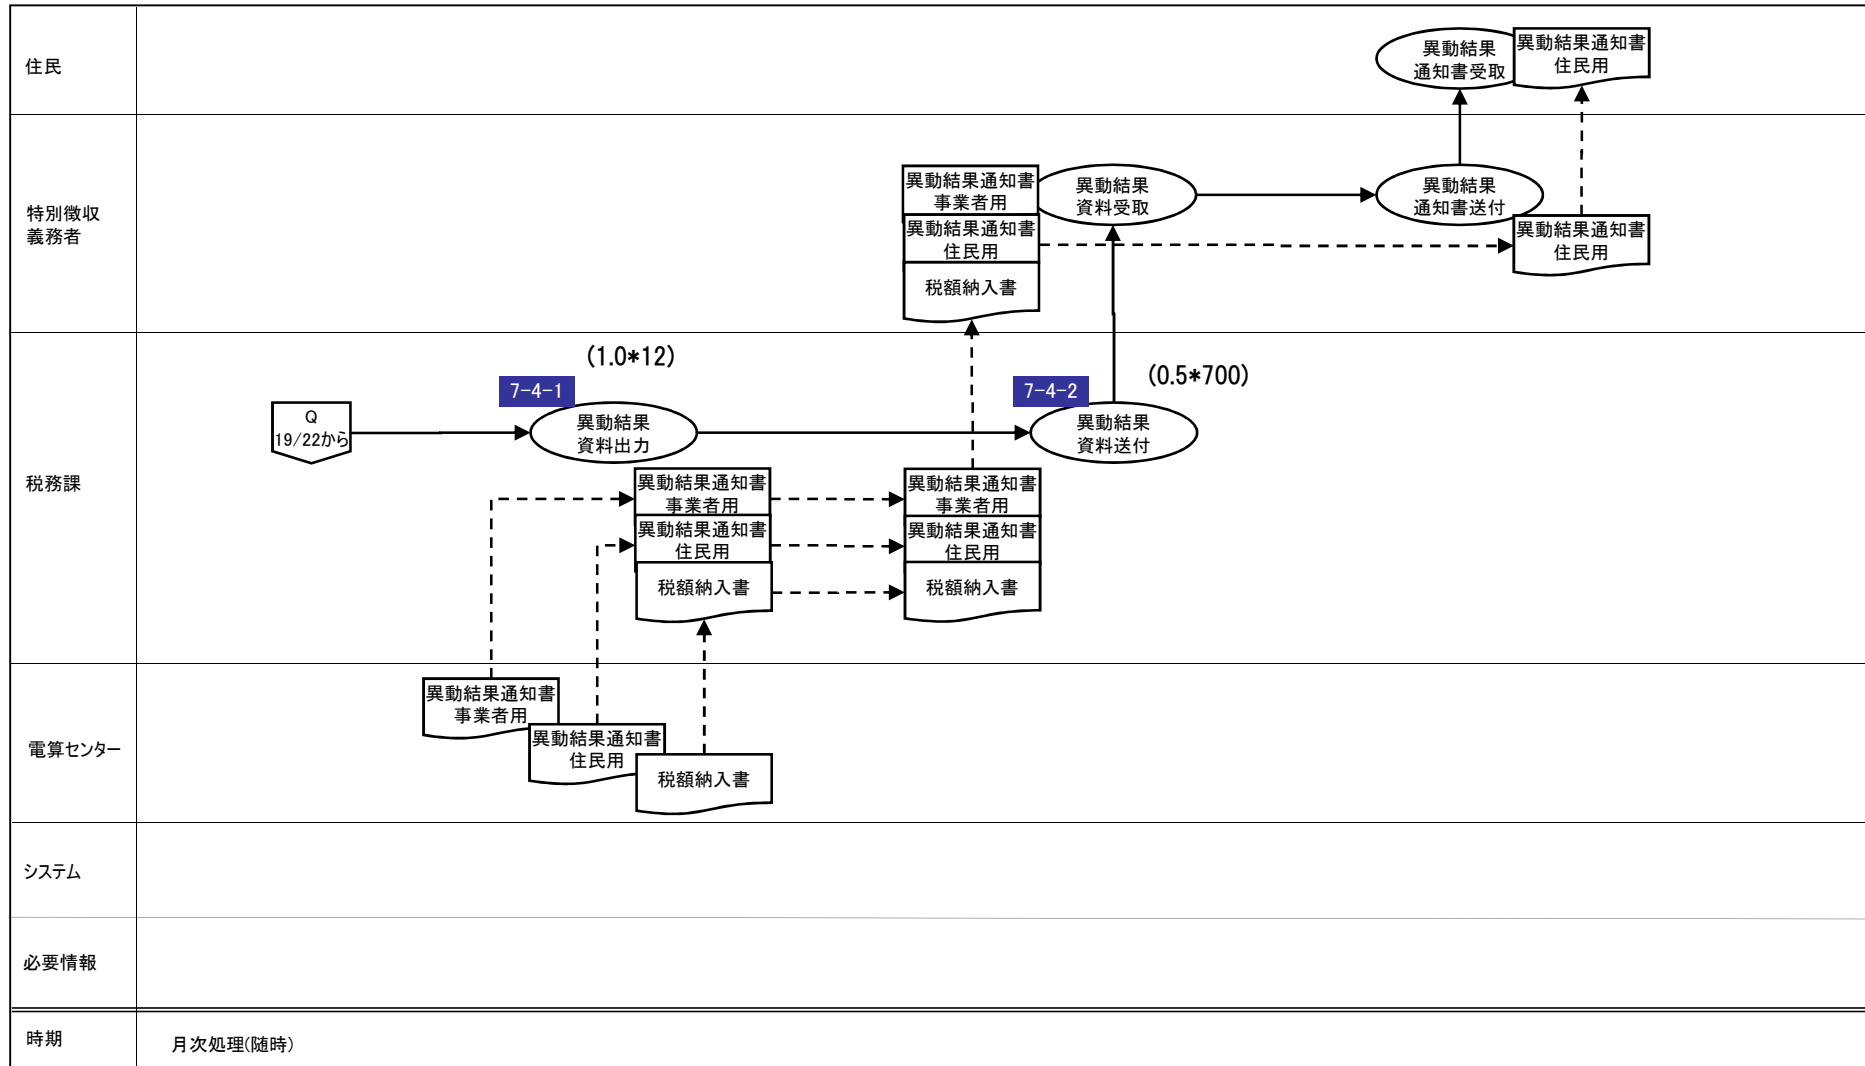 住民
異動結果
通知書受取
異動結果通知書
住民用
特別徴収
義務者
異動結果通知書
事業者用
異動結果通知書
住民用
税額納入書
異動結果
資料受取
異動結果
通知書送付
異動結果通知書
住民用
税務課
(1.0*12)
7-4-1
Q
19/22から
異動結果
資料出力
7-4-2
(0.5*700)
異動結果
資料送付
異動結果通知書
事業者用
異動結果通知書
住民用
税額納入書
異動結果通知書
事業者用
異動結果通知書
住民用
税額納入書
電算センター
異動結果通知書
事業者用
異動結果通知書
住民用
税額納入書
システム
必要情報
時期
月次処理(随時)